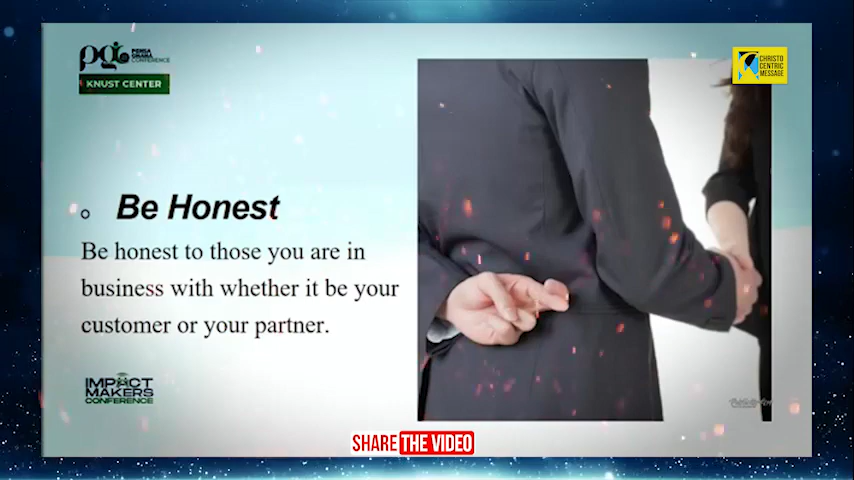 pg
PENSA
GHANA
CONFERENCE
KNUST CENTER
CHRISTO
CENTRIC
MESSAGE
Be Honest
Be honest to those you are in
business with whether it be your
customer or your partner.
IMPACT
MAKERS
CONFERENCE
SHARE THE VIDEO